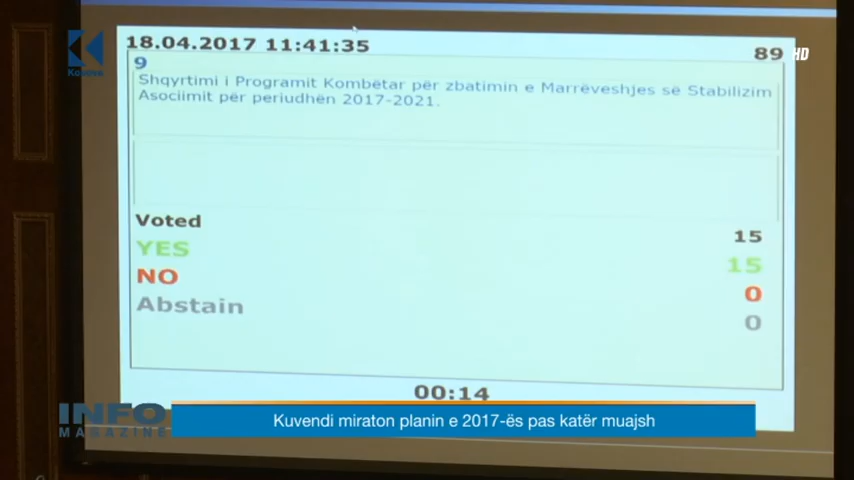 18.04.2017 11:41:35 89 HD
Kosova
9
Shqyrtimi i Programit Kombëtar për zbatimin e Marrëveshjes së Stabilizim
Asociimit për periudhën 2017-2021.
Voted 15
YES 15
NO 0
Abstain 0
00:14
INFO
MAGAZINE
Kuvendi miraton planin e 2017-ës pas katër muajsh